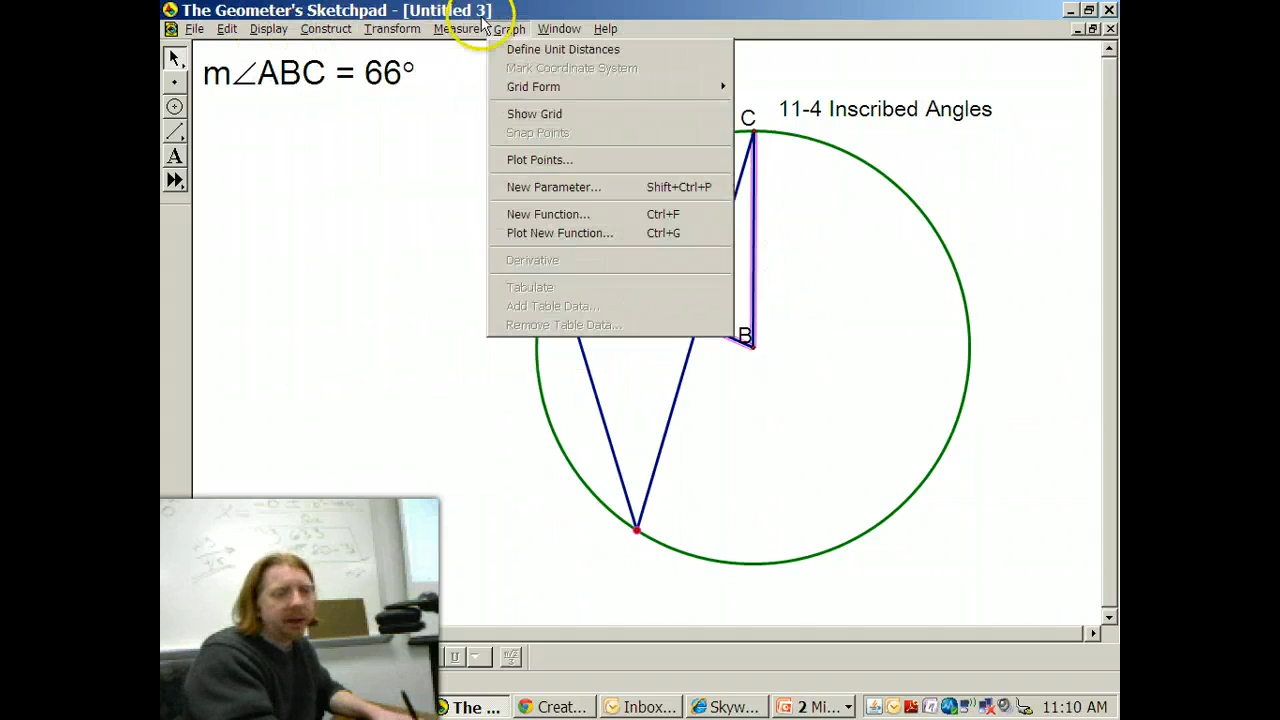 The Geometer's Sketchpad - [Untitled 3]
File Edit Display Construct Transform Measure Graph Window Help
m∠ABC = 66°
Define Unit Distances
Mark Coordinate System
Grid Form
Show Grid
Snap Points
Plot Points...
New Parameter... Shift+Ctrl+P
New Function... Ctrl+F
Plot New Function... Ctrl+G
Derivative
Tabulate
Add Table Data...
Remove Table Data...
C
11-4 Inscribed Angles
B
A
U
The ...
Creat...
Inbox...
Skyw...
2 Mi...
11:10 AM